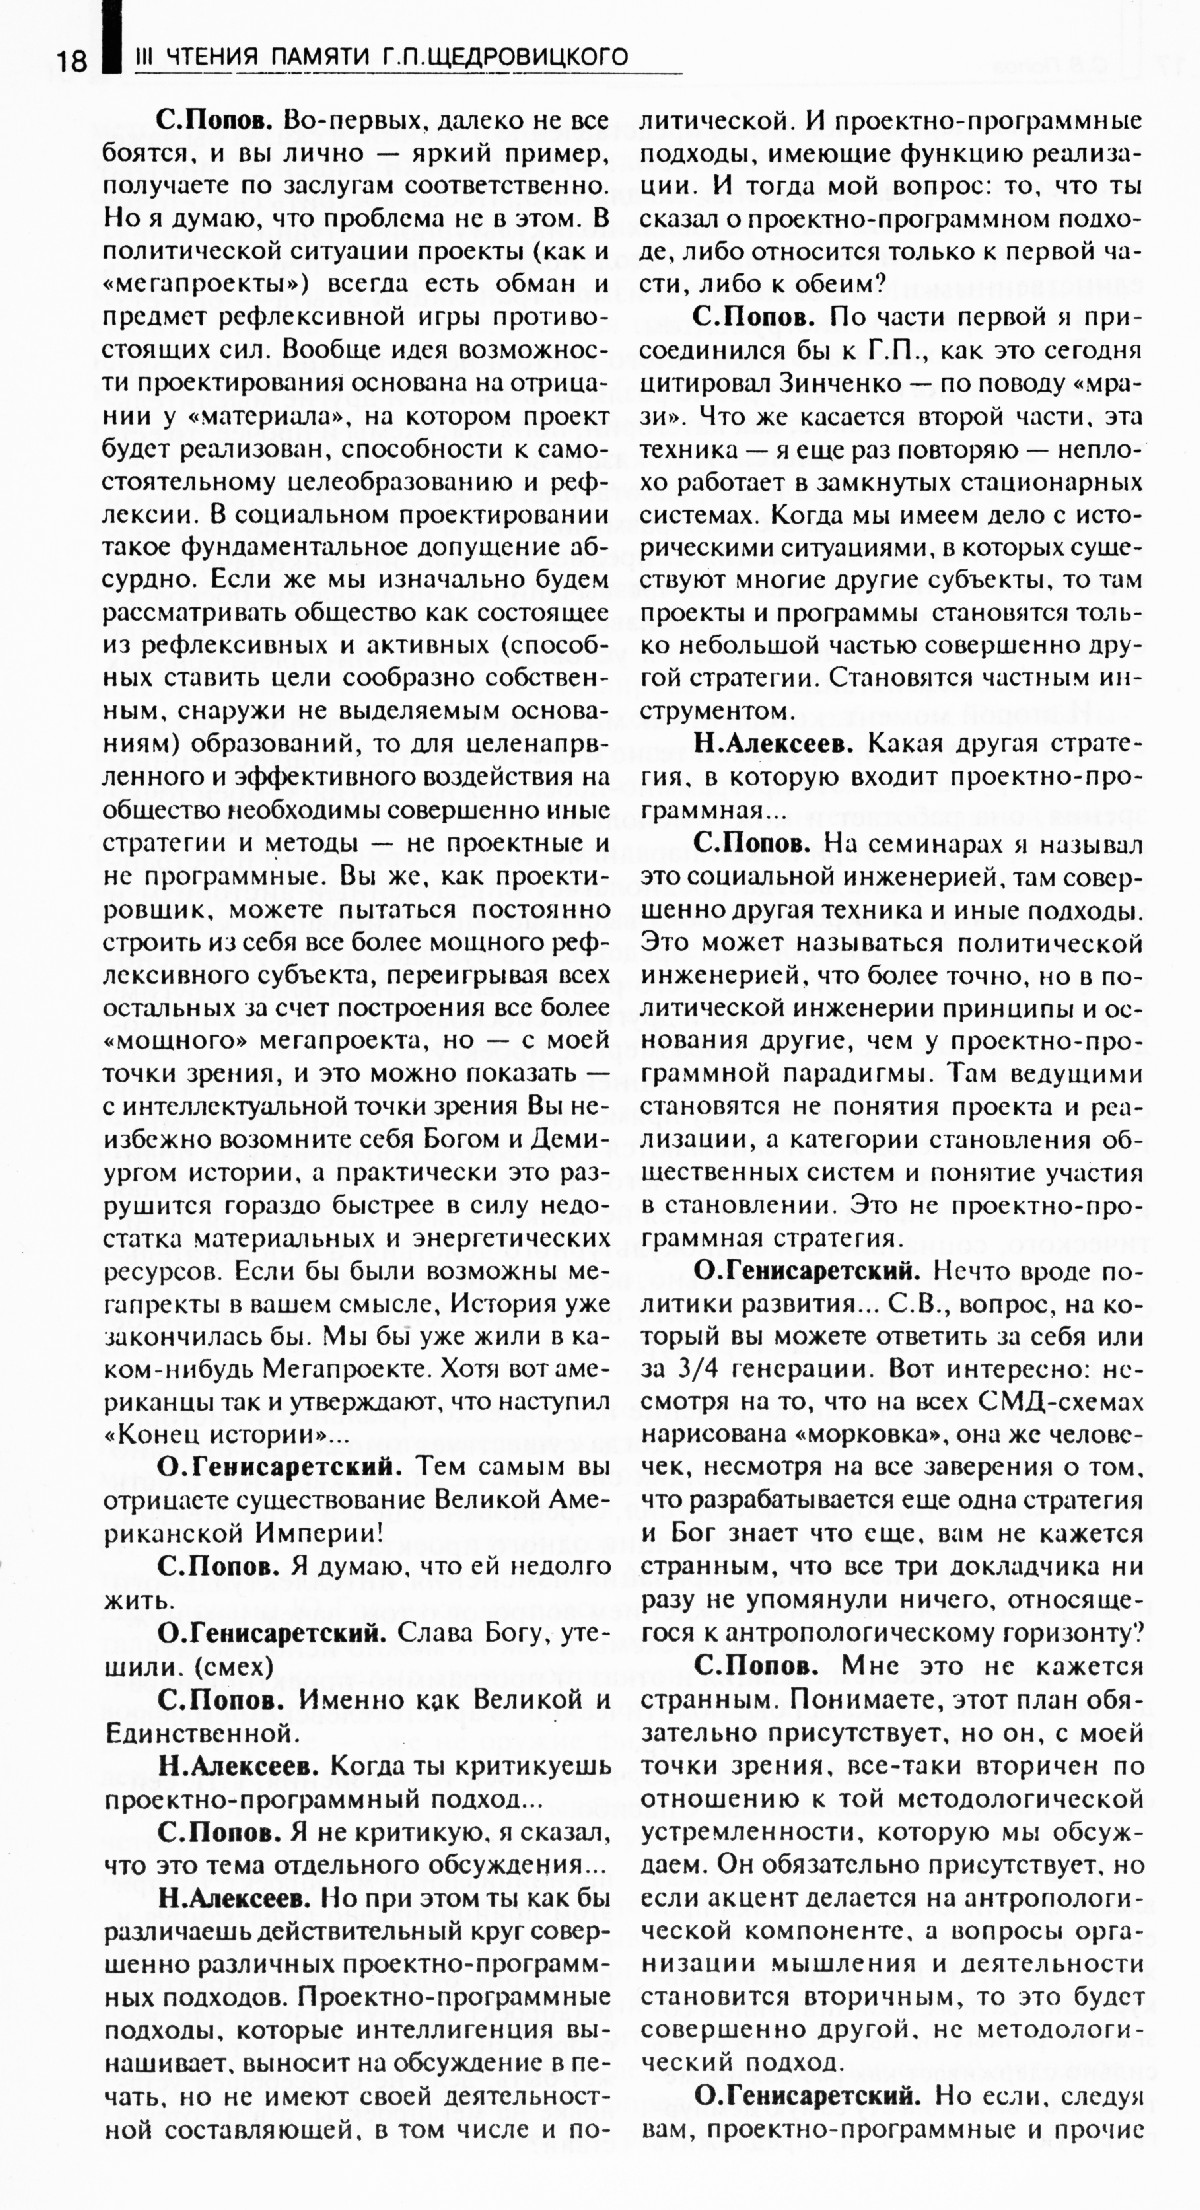 18
III ЧТЕНИЯ ПАМЯТИ Г.П.ЩЕДРОВИЦКОГО
С.Попов. Во-первых, далеко не все
боятся, и вы лично — яркий пример,
получаете по заслугам соответственно.
Но я думаю, что проблема не в этом. В
политической ситуации проекты (как и
«мегапроекты») всегда есть обман и
предмет рефлексивной игры противо-
стоящих сил. Вообще идея возможнос-
ти проектирования основана на отрица-
нии у «материала», на котором проект
будет реализован, способности к само-
стоятельному целеобразованию и реф-
лексии. В социальном проектировании
такое фундаментальное допущение аб-
сурдно. Если же мы изначально будем
рассматривать общество как состоящее
из рефлексивных и активных (способ-
ных ставить цели сообразно собствен-
ным, снаружи не выделяемым основа-
ниям) образований, то для целенапрв-
ленного и эффективного воздействия на
общество необходимы совершенно иные
стратегии и методы — не проектные и
не программные. Вы же, как проекти-
ровщик, можете пытаться постоянно
строить из себя все более мощного реф-
лексивного субъекта, переигрывая всех
остальных за счет построения все более
«мощного» мегапроекта, но — с моей
точки зрения, и это можно показать —
с интеллектуальной точки зрения Вы не-
избежно возомните себя Богом и Деми-
ургом истории, а практически это раз-
рушится гораздо быстрее в силу недо-
статка материальных и энергетических
ресурсов. Если бы были возможны ме-
гапректы в вашем смысле, История уже
закончилась бы. Мы бы уже жили в ка-
ком-нибудь Мегапроекте. Хотя вот аме-
риканцы так и утверждают, что наступил
«Конец истории»...
О.Генисаретский. Тем самым вы
отрицаете существование Великой Аме-
риканской Империи!
С.Попов. Я думаю, что ей недолго
жить.
О.Генисаретский. Слава Богу, уте-
шили. (смех)
С.Попов. Именно как Великой и
Единственной.
Н.Алексеев. Когда ты критикуешь
проектно-программный подход...
С.Попов. Я не критикую, я сказал,
что это тема отдельного обсуждения...
Н.Алексеев. Но при этом ты как бы
различаешь действительный круг совер-
шенно различных проектно-программ-
ных подходов. Проектно-программные
подходы, которые интеллигенция вы-
нашивает, выносит на обсуждение в пе-
чать, но не имеют своей деятельност-
ной составляющей, в том числе и по-
литической. И проектно-программные
подходы, имеющие функцию реализа-
ции. И тогда мой вопрос: то, что ты
сказал о проектно-программном подхо-
де, либо относится только к первой ча-
сти, либо к обеим?
С.Попов. По части первой я при-
соединился бы к Г.П., как это сегодня
цитировал Зинченко — по поводу «мра-
зи». Что же касается второй части, эта
техника — я еще раз повторяю — непло-
хо работает в замкнутых стационарных
системах. Когда мы имеем дело с исто-
рическими ситуациями, в которых суще-
ствуют многие другие субъекты, то там
проекты и программы становятся толь-
ко небольшой частью совершенно дру-
гой стратегии. Становятся частным ин-
струментом.
Н.Алексеев. Какая другая страте-
гия, в которую входит проектно-про-
граммная...
С.Попов. На семинарах я называл
это социальной инженерией, там совер-
шенно другая техника и иные подходы.
Это может называться политической
инженерией, что более точно, но в по-
литической инженерии принципы и ос-
нования другие, чем у проектно-про-
граммной парадигмы. Там ведущими
становятся не понятия проекта и реа-
лизации, а категории становления об-
щественных систем и понятие участия
в становлении. Это не проектно-про-
граммная стратегия.
О.Генисаретский. Нечто вроде по-
литики развития... С.В., вопрос, на ко-
торый вы можете ответить за себя или
за 3/4 генерации. Вот интересно: не-
смотря на то, что на всех СМД-схемах
нарисована «морковка», она же челове-
чек, несмотря на все заверения о том,
что разрабатывается еще одна стратегия
и Бог знает что еще, вам не кажется
странным, что все три докладчика ни
разу не упомянули ничего, относяще-
гося к антропологическому горизонту?
С.Попов. Мне это не кажется
странным. Понимаете, этот план обя-
зательно присутствует, но он, с моей
точки зрения, все-таки вторичен по
отношению к той методологической
устремленности, которую мы обсуж-
даем. Он обязательно присутствует, но
если акцент делается на антропологи-
ческой компоненте, а вопросы орга-
низации мышления и деятельности
становится вторичным, то это будет
совершенно другой, не методологи-
ческий подход.
О.Генисаретский. Но если, следуя
вам, проектно-программные и прочие